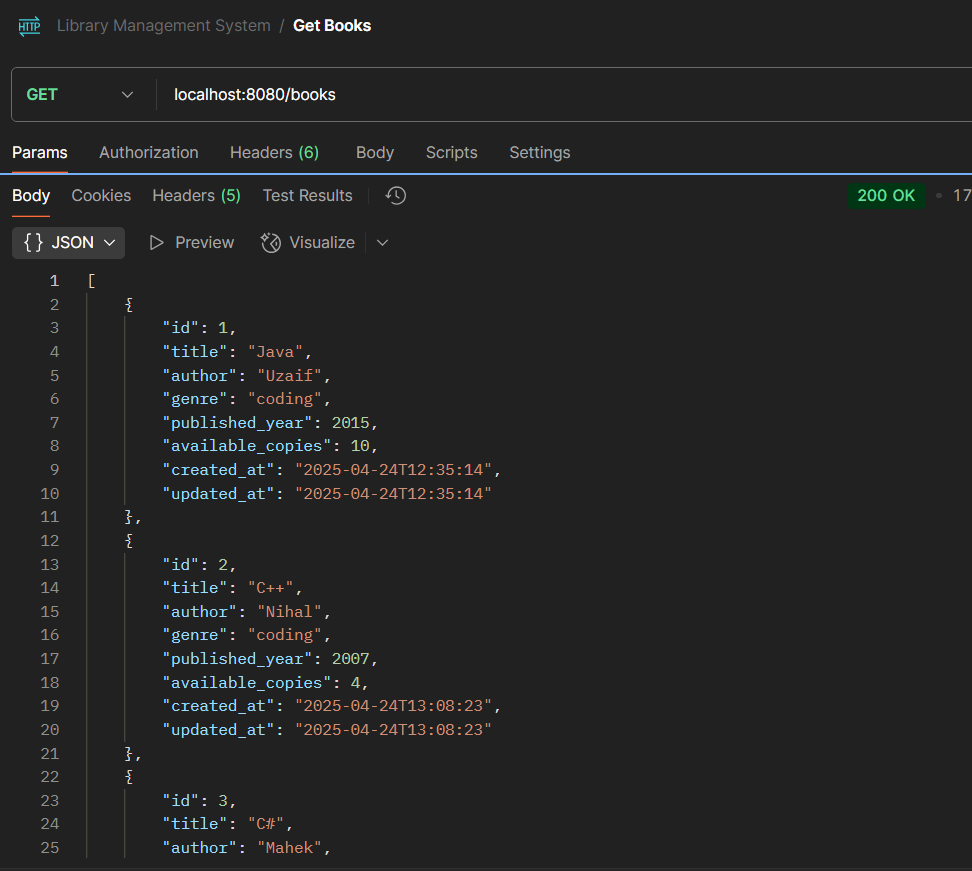 HTTP Library Management System / Get Books
GET localhost:8080/books
Params Authorization Headers (6) Body Scripts Settings
Body Cookies Headers (5) Test Results 200 OK • 17
{} JSON Preview Visualize
1 [
2 {
3 "id": 1,
4 "title": "Java",
5 "author": "Uzaif",
6 "genre": "coding",
7 "published_year": 2015,
8 "available_copies": 10,
9 "created_at": "2025-04-24T12:35:14",
10 "updated_at": "2025-04-24T12:35:14"
11 },
12 {
13 "id": 2,
14 "title": "C++",
15 "author": "Nihal",
16 "genre": "coding",
17 "published_year": 2007,
18 "available_copies": 4,
19 "created_at": "2025-04-24T13:08:23",
20 "updated_at": "2025-04-24T13:08:23"
21 },
22 {
23 "id": 3,
24 "title": "C#",
25 "author": "Mahek",